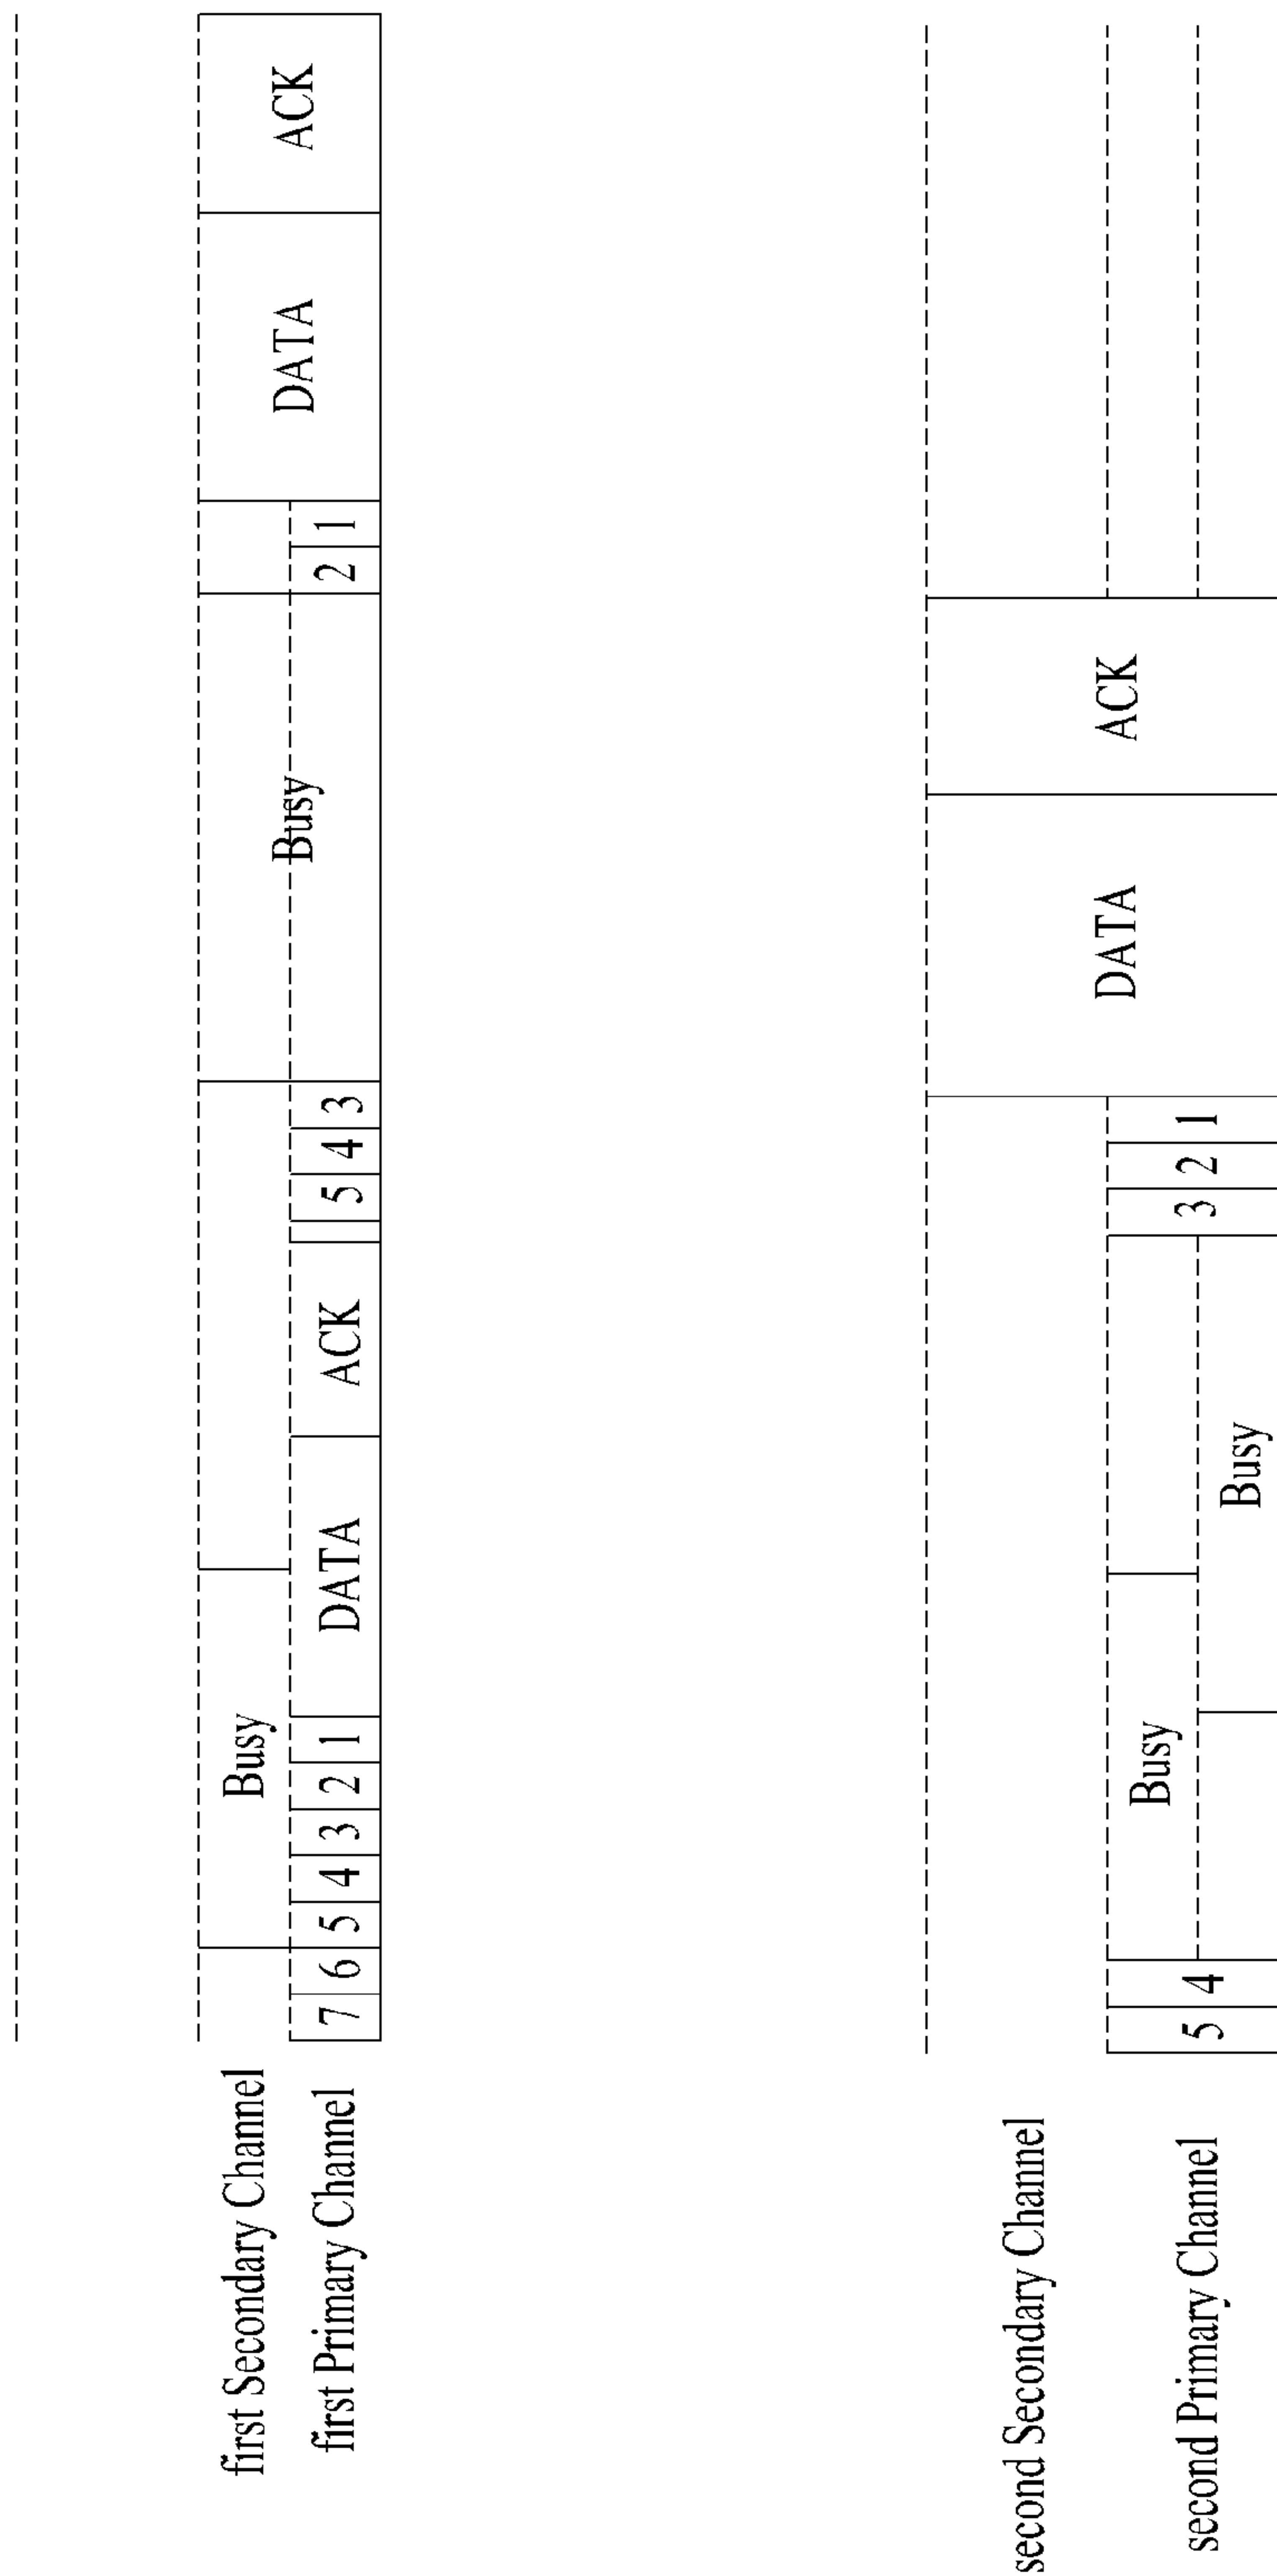 first Secondary Channel Busy
Busy DATA ACK
first Primary Channel 7 6 5 4 3 2 1 DATA ACK 5 4 3 2 1
second Secondary Channel
DATA ACK
Busy
second Primary Channel 5 4 3 2 1
Busy